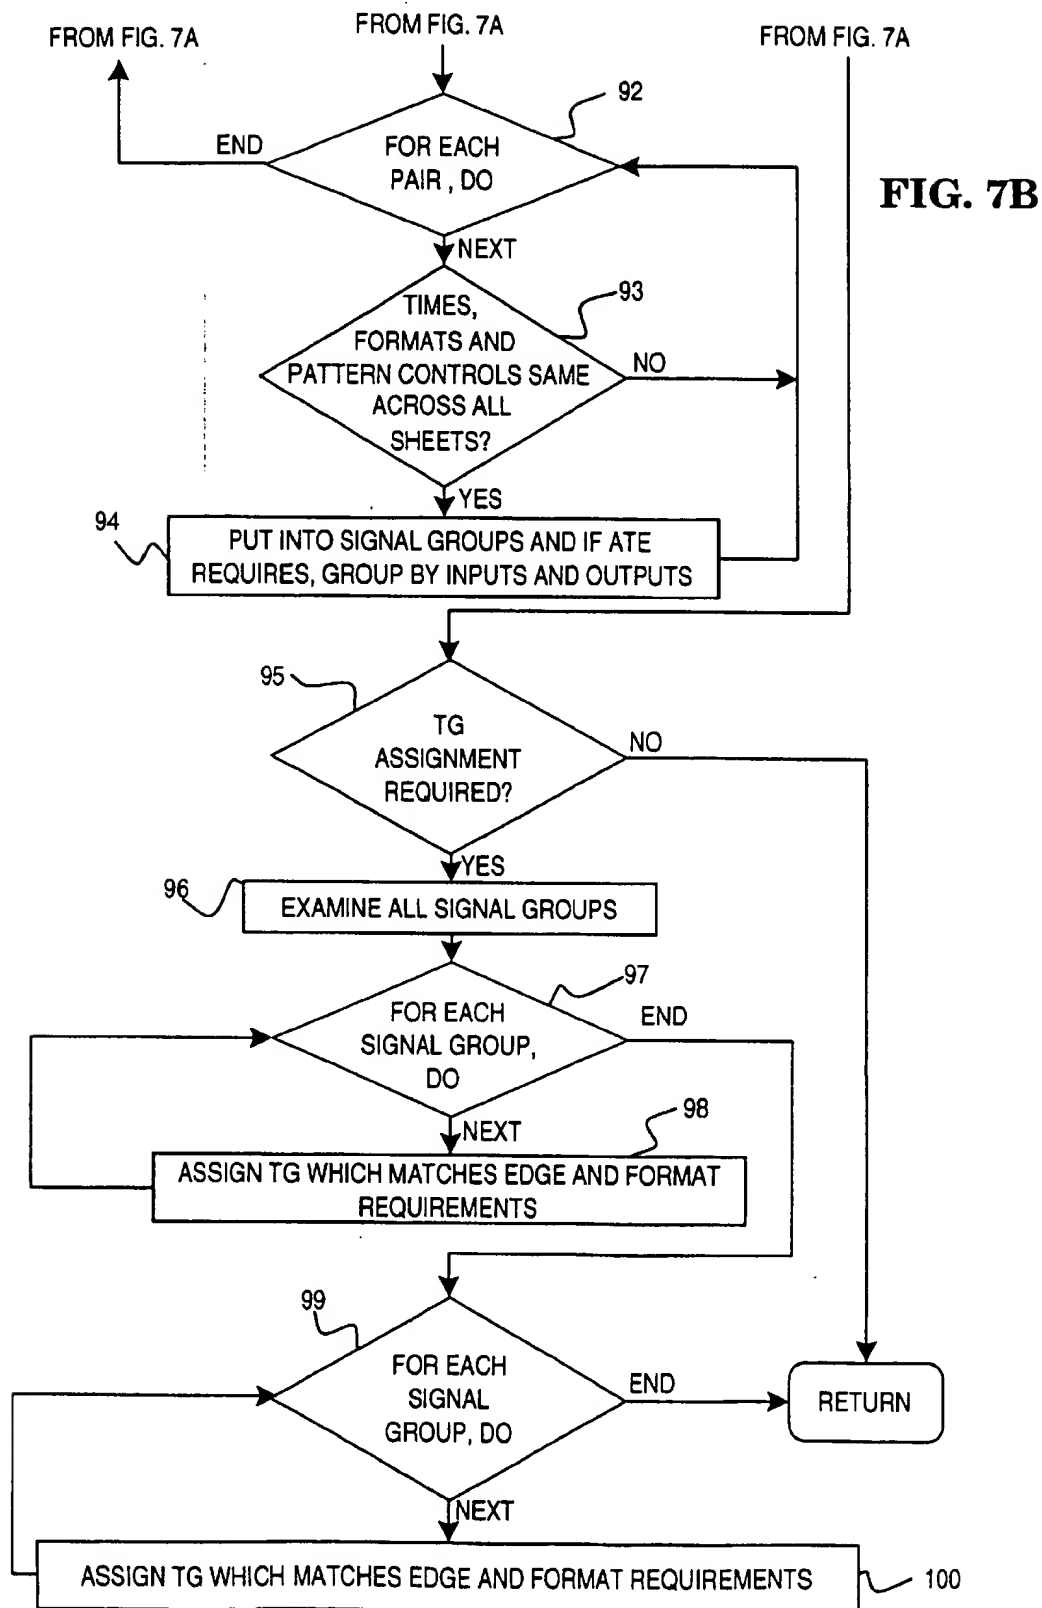 FROM FIG. 7A
FROM FIG. 7A
FROM FIG. 7A
92
END
FOR EACH
PAIR , DO
FIG. 7B
NEXT
93
TIMES,
FORMATS AND
PATTERN CONTROLS SAME
ACROSS ALL
SHEETS?
NO
YES
94
PUT INTO SIGNAL GROUPS AND IF ATE
REQUIRES, GROUP BY INPUTS AND OUTPUTS
95
TG
ASSIGNMENT
REQUIRED?
NO
YES
96
EXAMINE ALL SIGNAL GROUPS
97
FOR EACH
SIGNAL GROUP,
DO
END
NEXT
98
ASSIGN TG WHICH MATCHES EDGE AND FORMAT
REQUIREMENTS
99
FOR EACH
SIGNAL
GROUP, DO
END
RETURN
NEXT
ASSIGN TG WHICH MATCHES EDGE AND FORMAT REQUIREMENTS
100